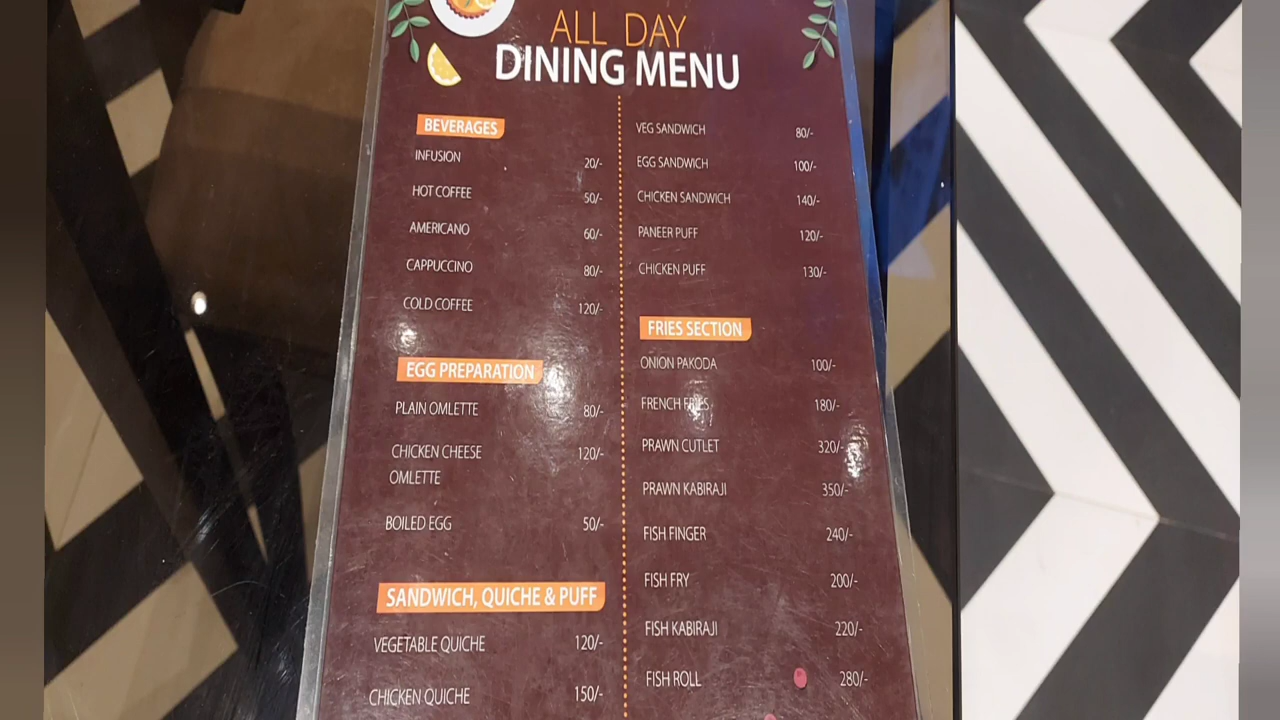 ALL DAY
DINING MENU
BEVERAGES
INFUSION 20/-
HOT COFFEE 50/-
AMERICANO 60/-
CAPPUCCINO 80/-
COLD COFFEE 120/-
EGG PREPARATION
PLAIN OMLETTE 80/-
CHICKEN CHEESE 120/-
OMLETTE
BOILED EGG 50/-
SANDWICH, QUICHE & PUFF
VEGETABLE QUICHE 120/-
CHICKEN QUICHE 150/-
VEG SANDWICH 80/-
EGG SANDWICH 100/-
CHICKEN SANDWICH 140/-
PANEER PUFF 120/-
CHICKEN PUFF 130/-
FRIES SECTION
ONION PAKODA 100/-
FRENCH FRIES 180/-
PRAWN CUTLET 320/-
PRAWN KABIRAJI 350/-
FISH FINGER 240/-
FISH FRY 200/-
FISH KABIRAJI 220/-
FISH ROLL 280/-